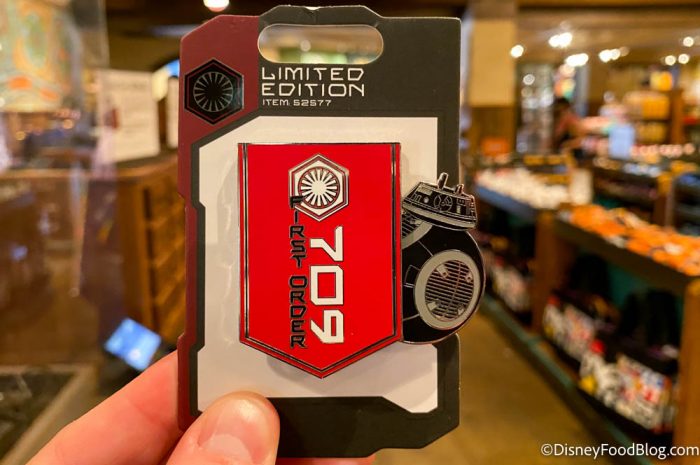 LIMITED
EDITION
ITEM: 52577
FIRST ORDER
709
©DisneyFoodBlog.com